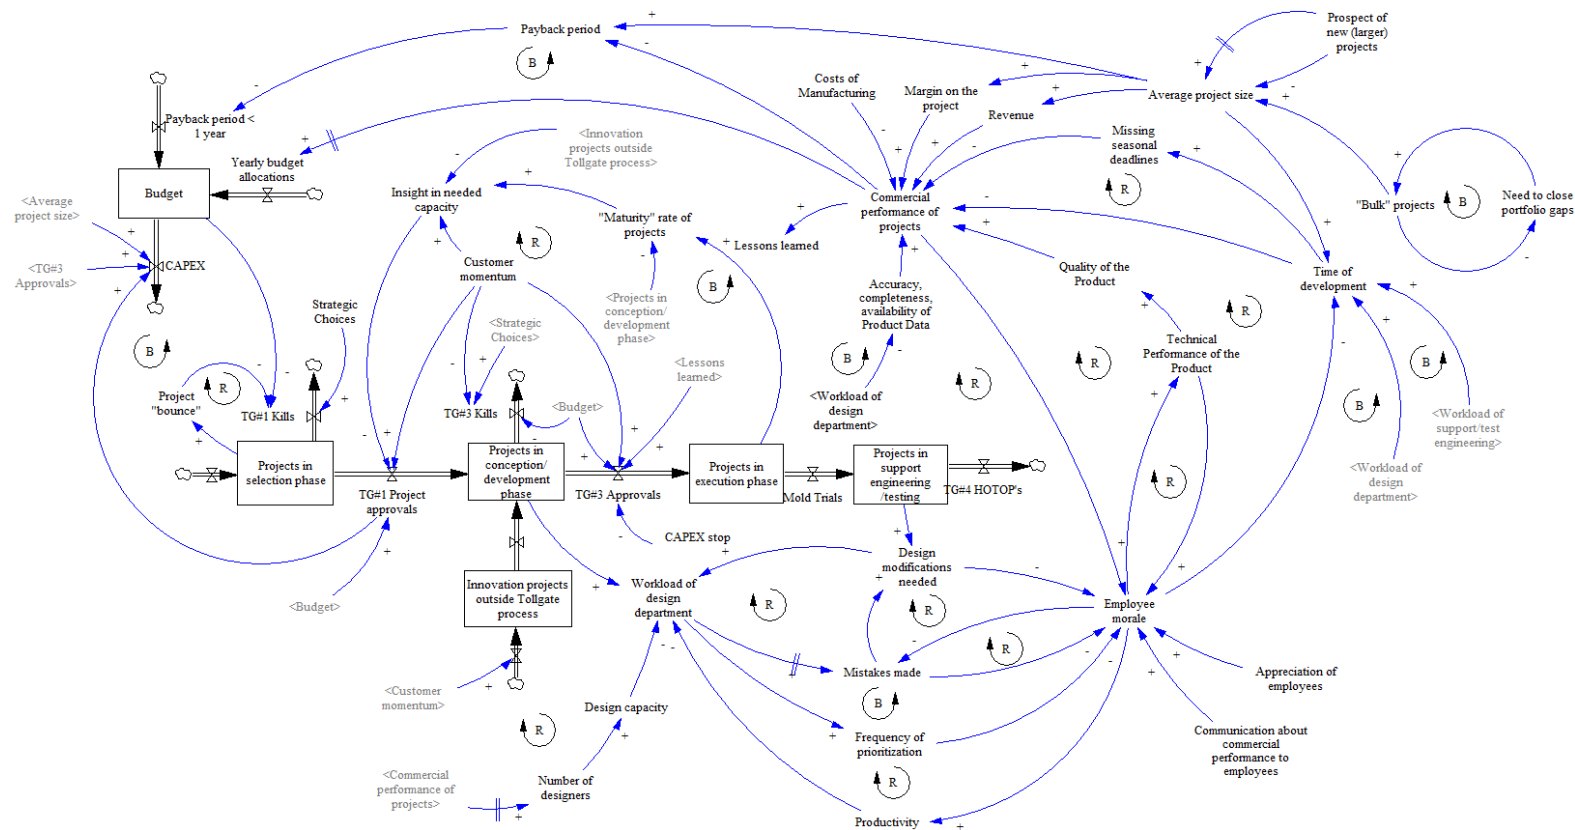 Payback period
Prospect of
new (larger)
projects
B
Costs of
Manufacturing
Margin on the
project
Average project size
Revenue
Payback period <
1 year
<Innovation
projects outside
Tollgate process>
Missing
seasonal
deadlines
Yearly budget
allocations
Budget
Insight in needed
capacity
R
Commercial
performance of
projects
"Bulk" projects
B
Need to close
portfolio gaps
<Average
project size>
"Maturity" rate of
projects
R
Lessons learned
<TG#3
Approvals>
CAPEX
Customer
momentum
Quality of the
Product
Time of
development
B
Accuracy,
completeness,
availability of
Product Data
Strategic
Choices
<Projects in
conception/
development
phase>
R
<Strategic
Choices>
B
B
Technical
Performance of the
Product
R
B
<Lessons
learned>
R
R
Project
"bounce"
TG#1 Kills
TG#3 Kills
<Budget>
<Workload of
design
department>
B
<Workload of
support/test
engineering>
Projects in
selection phase
Projects in
conception/
development
phase
Projects in
execution phase
Projects in
support
engineering
/testing
<Workload of
design
department>
R
TG#1 Project
approvals
TG#3 Approvals
Mold Trials
TG#4 HOTOP's
CAPEX stop
Design
modifications
needed
Innovation projects
outside Tollgate
process
Workload of
design
department
R
R
Employee
morale
<Budget>
R
Mistakes made
Appreciation of
employees
<Customer
momentum>
Design capacity
B
R
Frequency of
prioritization
Communication about
commercial
performance to
employees
<Commercial
performance of
projects>
Number of
designers
R
Productivity